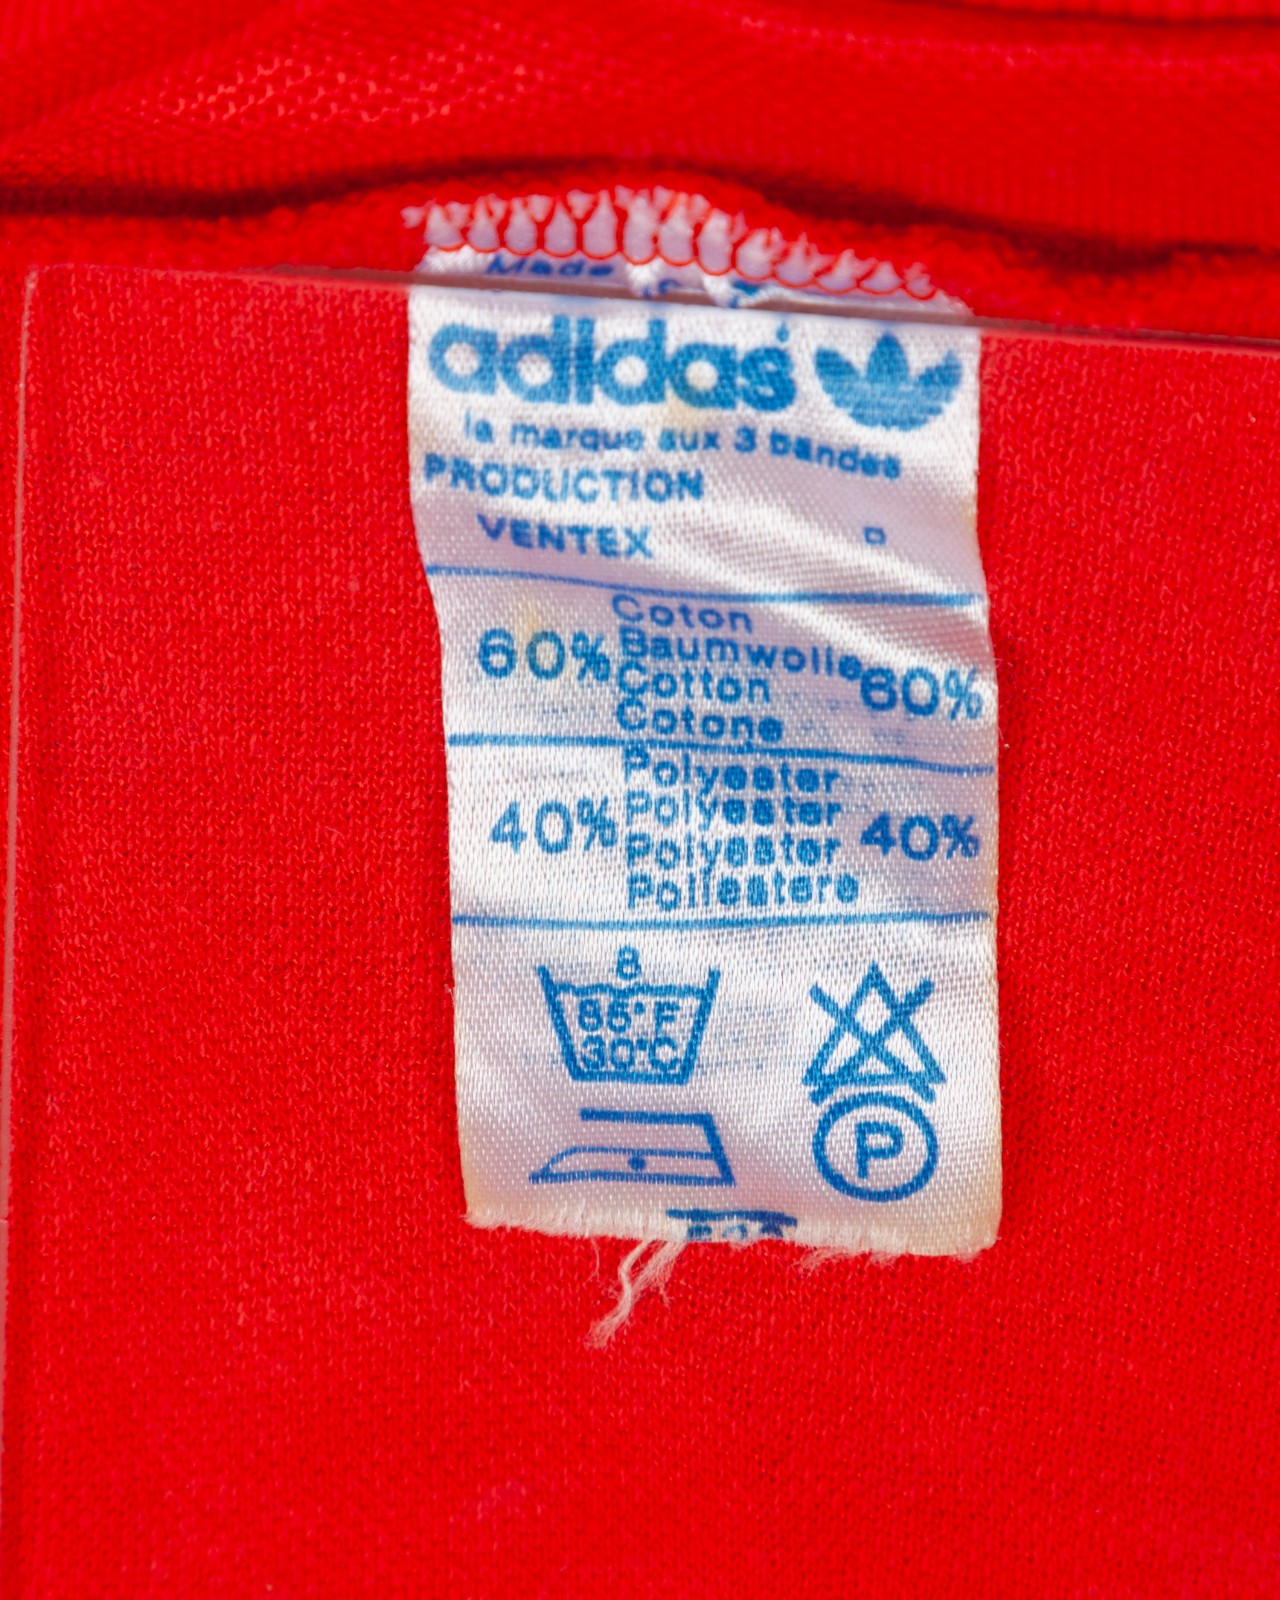 Made
adidas
la marque aux 3 bandes
PRODUCTION
VENTEX
60% Coton 60%
Baumwolle
Cotton
Cotone
40% Polyester 40%
Polyester
Polyester
Poliestere
8
85°F
30°C
P